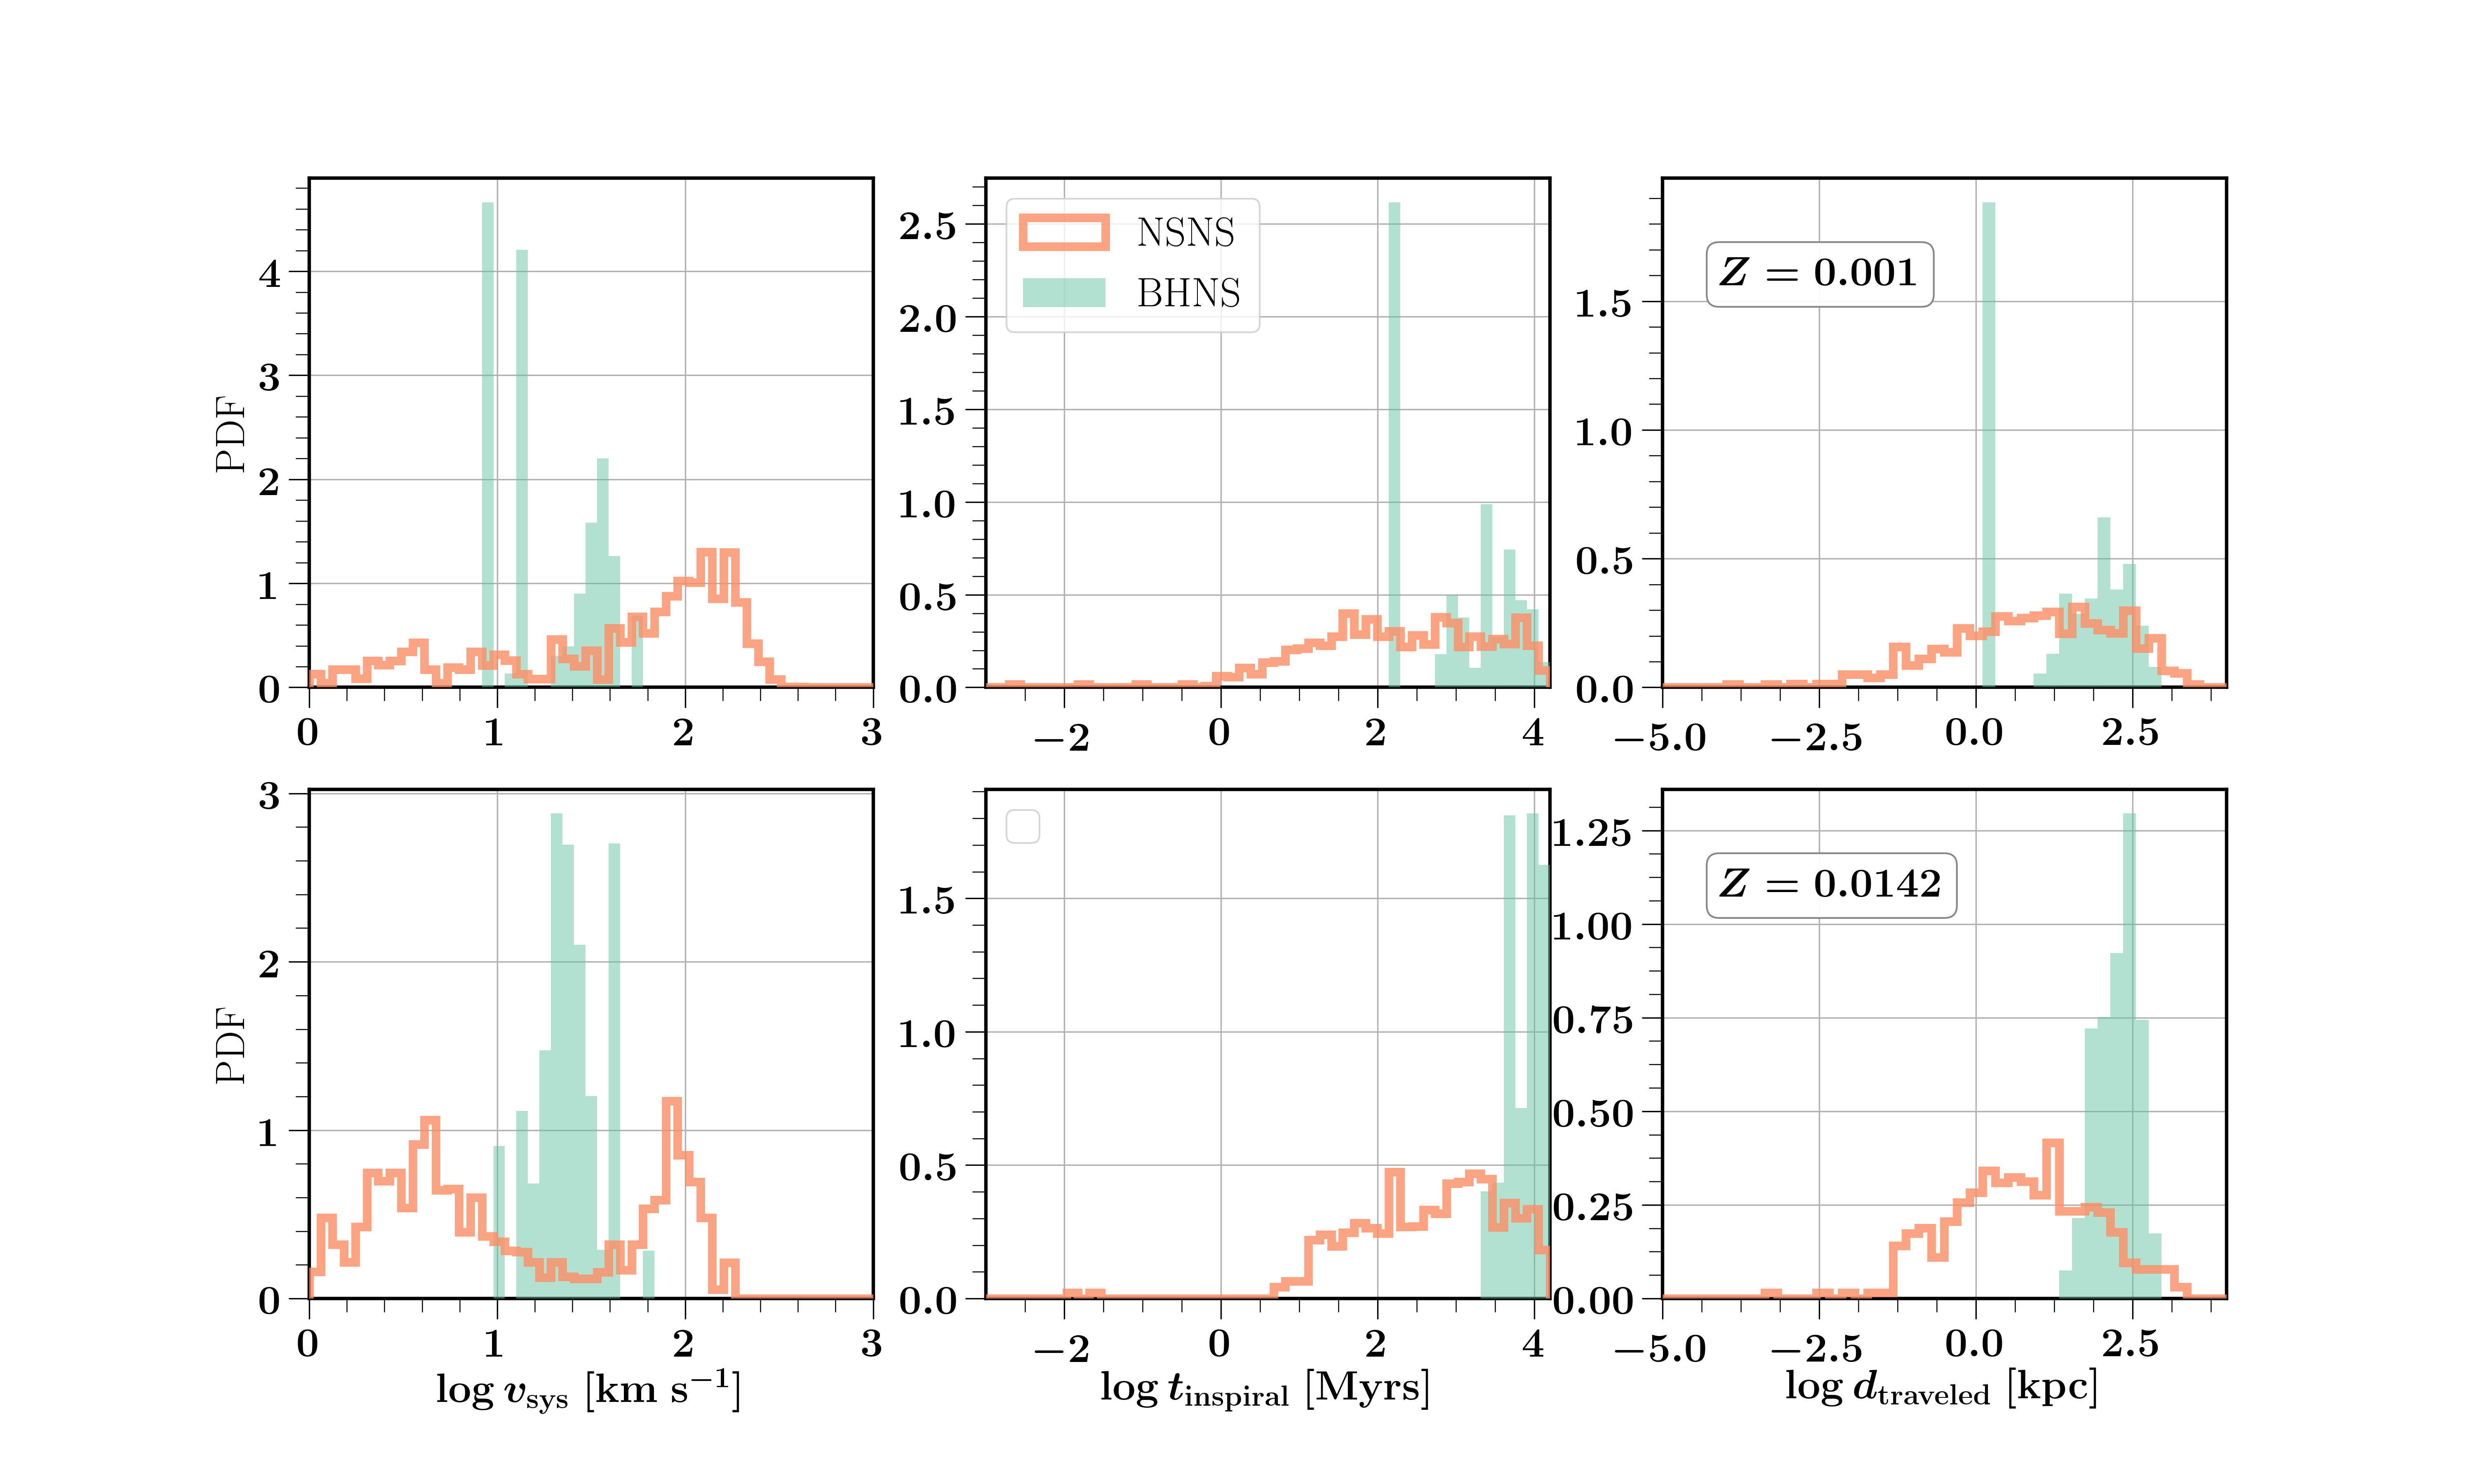 PDF
4
3
2
1
0
0 1 2 3
2.5
2.0
1.5
1.0
0.5
0.0
NSNS
BHNS
−2 0 2 4
1.5
1.0
0.5
0.0
Z = 0.001
−5.0 −2.5 0.0 2.5
PDF
3
2
1
0
0 1 2 3
log v_sys [km s⁻¹]
1.5
1.0
0.5
0.0
−2 0 2 4
log t_inspiral [Myrs]
1.25
1.00
0.75
0.50
0.25
0.00
Z = 0.0142
−5.0 −2.5 0.0 2.5
log d_traveled [kpc]